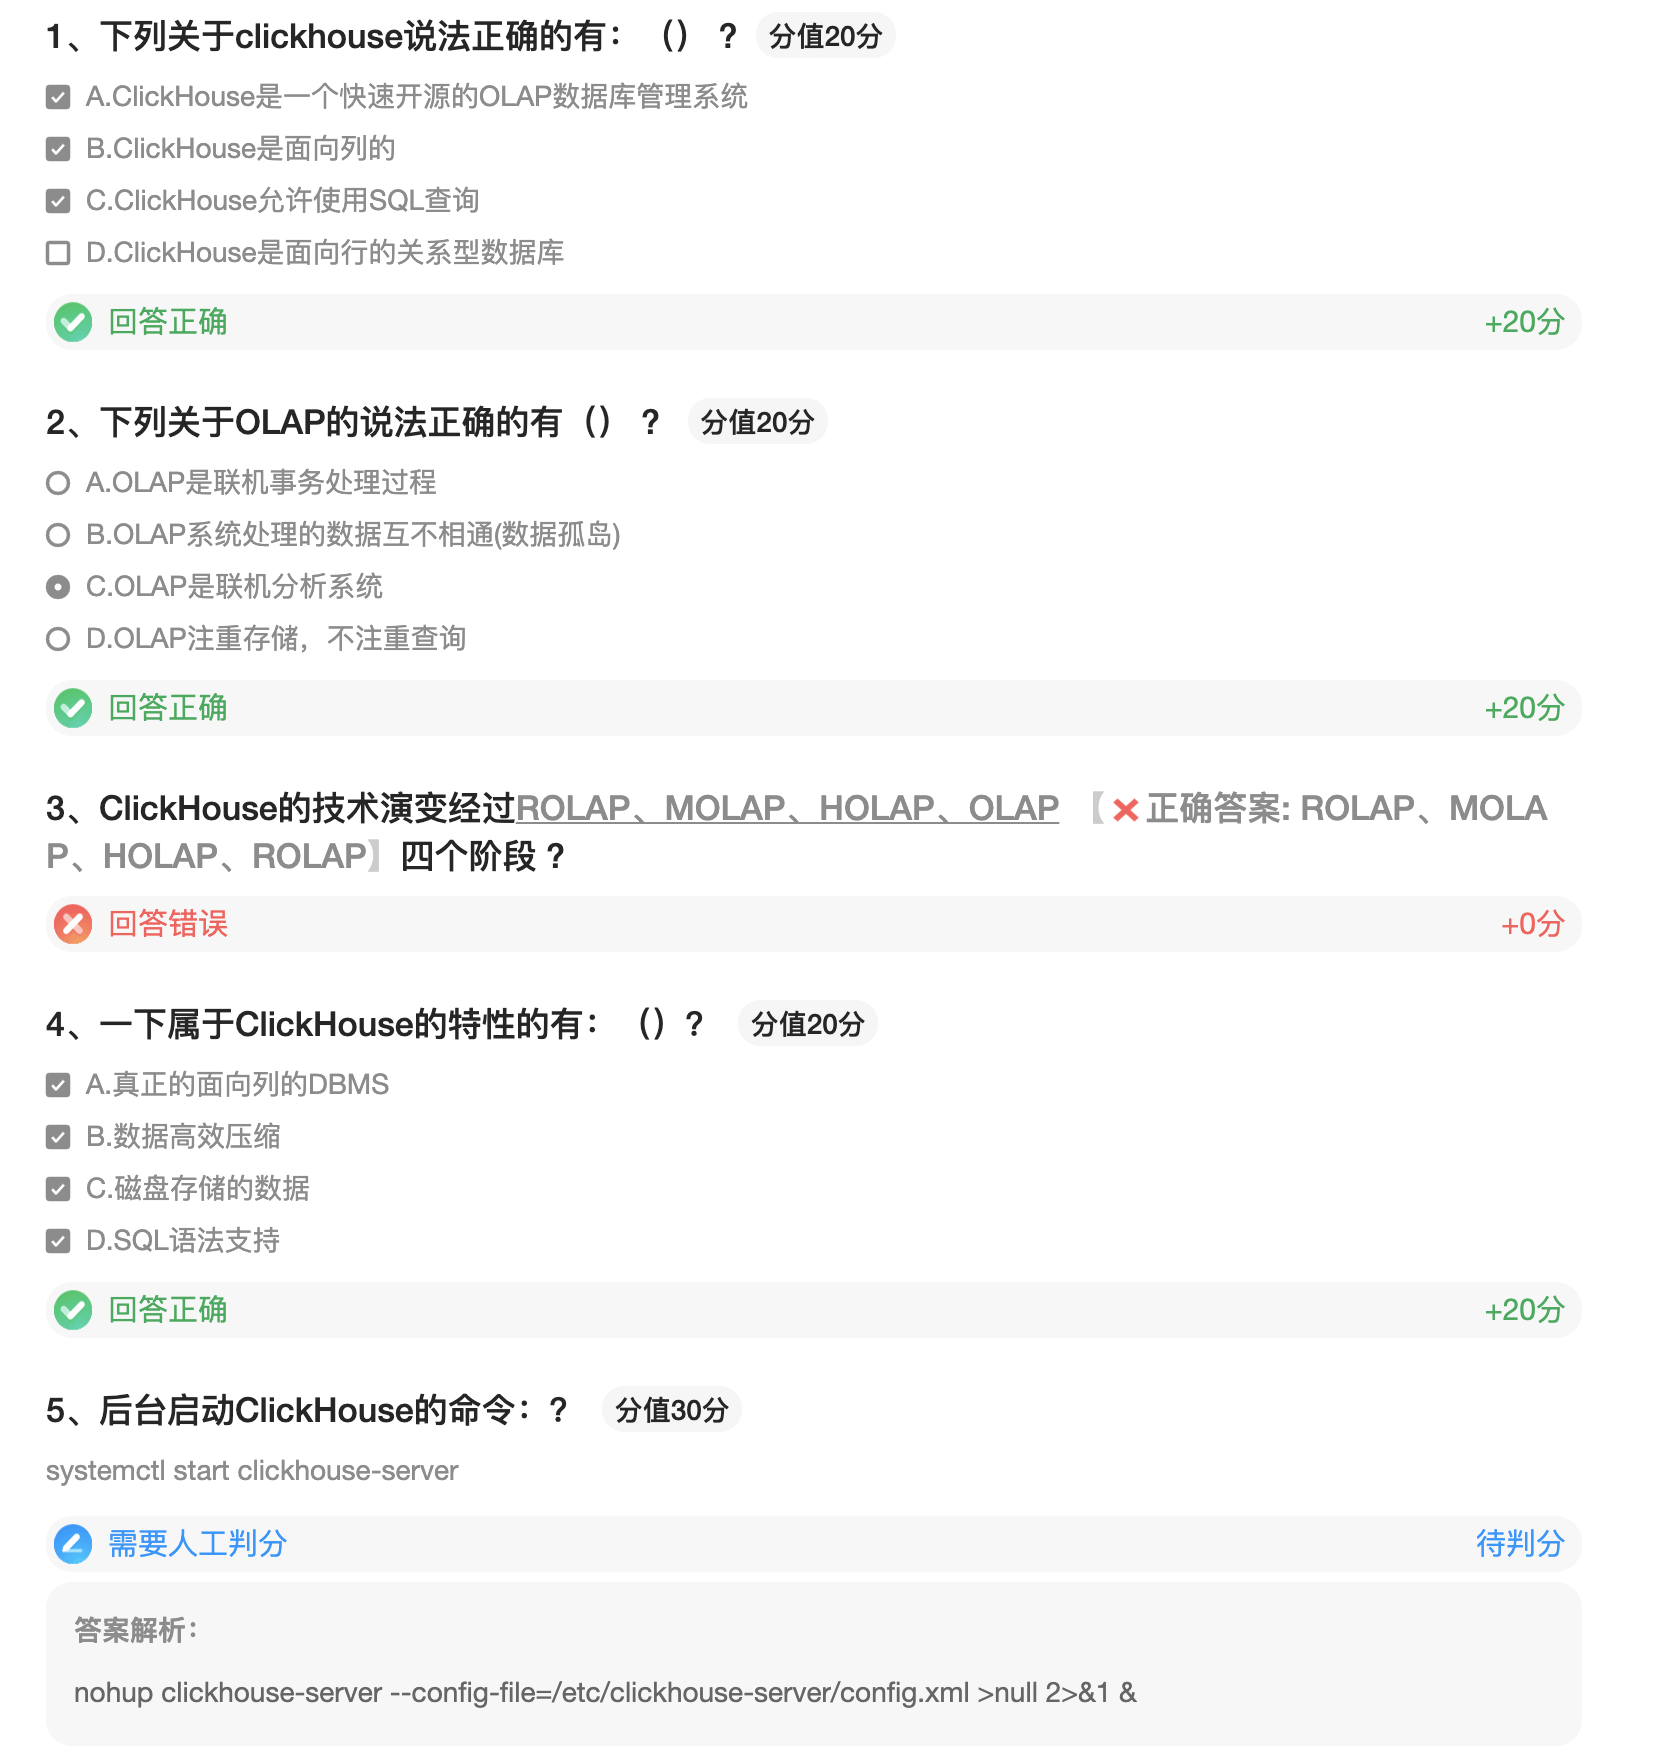 1、下列关于clickhouse说法正确的有：（） ? 分值20分
A.ClickHouse是一个快速开源的OLAP数据库管理系统
B.ClickHouse是面向列的
C.ClickHouse允许使用SQL查询
D.ClickHouse是面向行的关系型数据库
回答正确 +20分
2、下列关于OLAP的说法正确的有（） ? 分值20分
A.OLAP是联机事务处理过程
B.OLAP系统处理的数据互不相通(数据孤岛)
C.OLAP是联机分析系统
D.OLAP注重存储，不注重查询
回答正确 +20分
3、ClickHouse的技术演变经过ROLAP、MOLAP、HOLAP、OLAP 【❌正确答案: ROLAP、MOLA
P、HOLAP、ROLAP】四个阶段 ?
回答错误 +0分
4、一下属于ClickHouse的特性的有：（）? 分值20分
A.真正的面向列的DBMS
B.数据高效压缩
C.磁盘存储的数据
D.SQL语法支持
回答正确 +20分
5、后台启动ClickHouse的命令：? 分值30分
systemctl start clickhouse-server
需要人工判分 待判分
答案解析：
nohup clickhouse-server --config-file=/etc/clickhouse-server/config.xml >null 2>&1 &